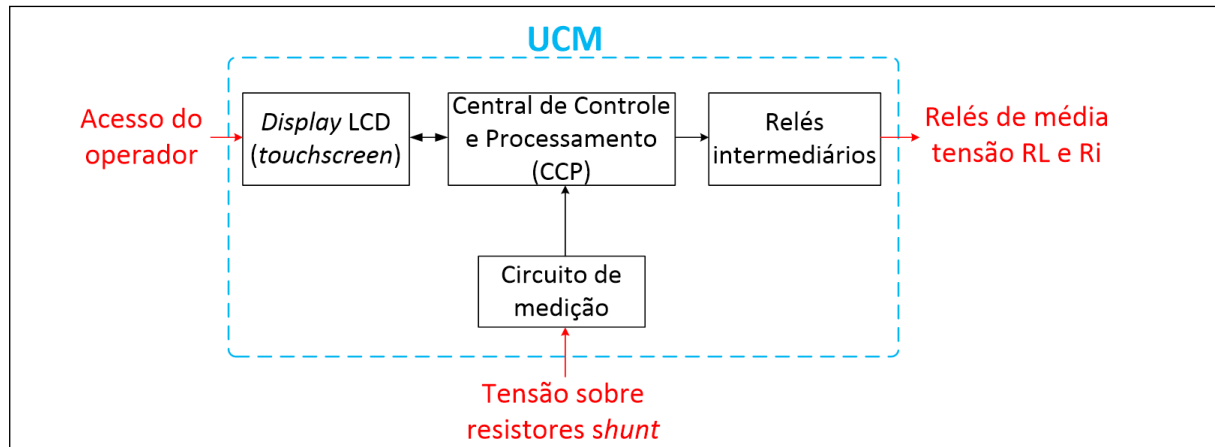 UCM
Acesso do
operador
Display LCD
(touchscreen)
Central de Controle
e Processamento
(CCP)
Relés
intermediários
Relés de média
tensão RL e Ri
Circuito de
medição
Tensão sobre
resistores shunt